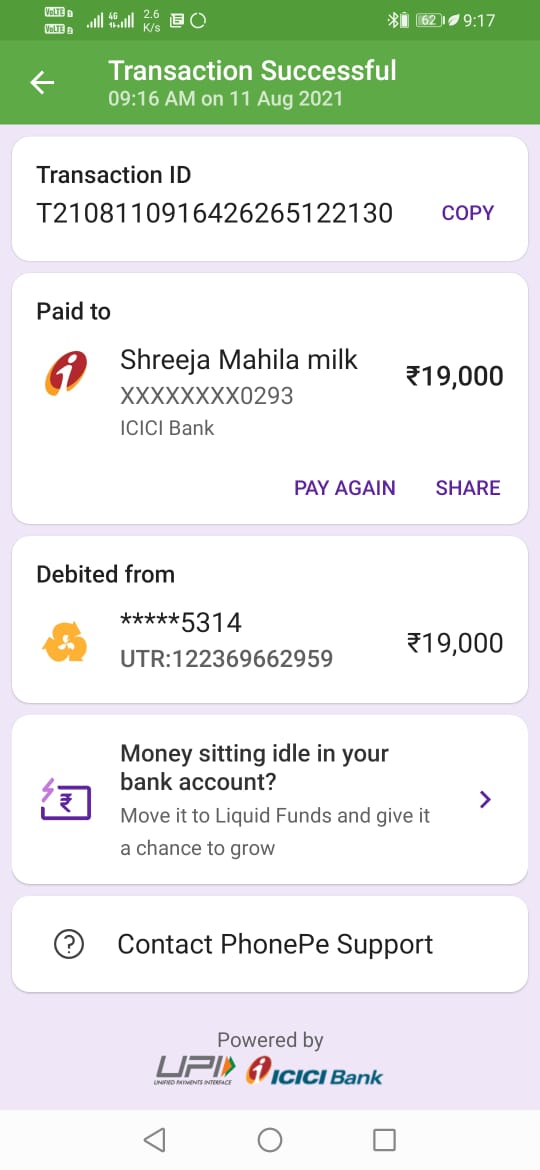 VoLTE 1
VoLTE 2
4G
2.6
K/s
62
9:17
Transaction Successful
09:16 AM on 11 Aug 2021
Transaction ID
T2108110916426265122130
COPY
Paid to
Shreeja Mahila milk
₹19,000
XXXXXXXX0293
ICICI Bank
PAY AGAIN
SHARE
Debited from
*****5314
₹19,000
UTR:122369662959
Money sitting idle in your
bank account?
Move it to Liquid Funds and give it
a chance to grow
Contact PhonePe Support
Powered by
UPI
UNIFIED PAYMENTS INTERFACE
ICICI Bank